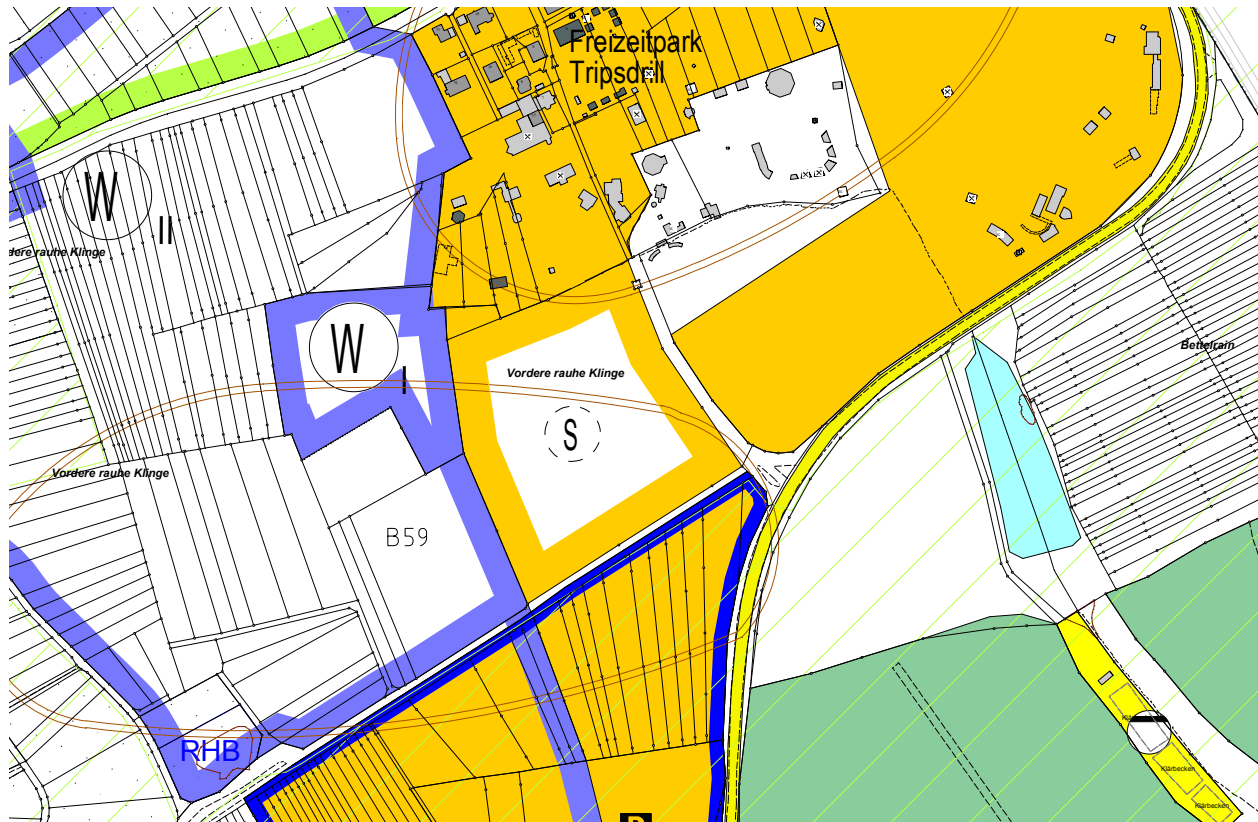 Freizeitpark
Tripsdrill
W
II
dere rauhe Klinge
W
I
Vordere rauhe Klinge
S
Bettelrain
Vordere rauhe Klinge
B59
RHB
Klärbecken
Klärbecken